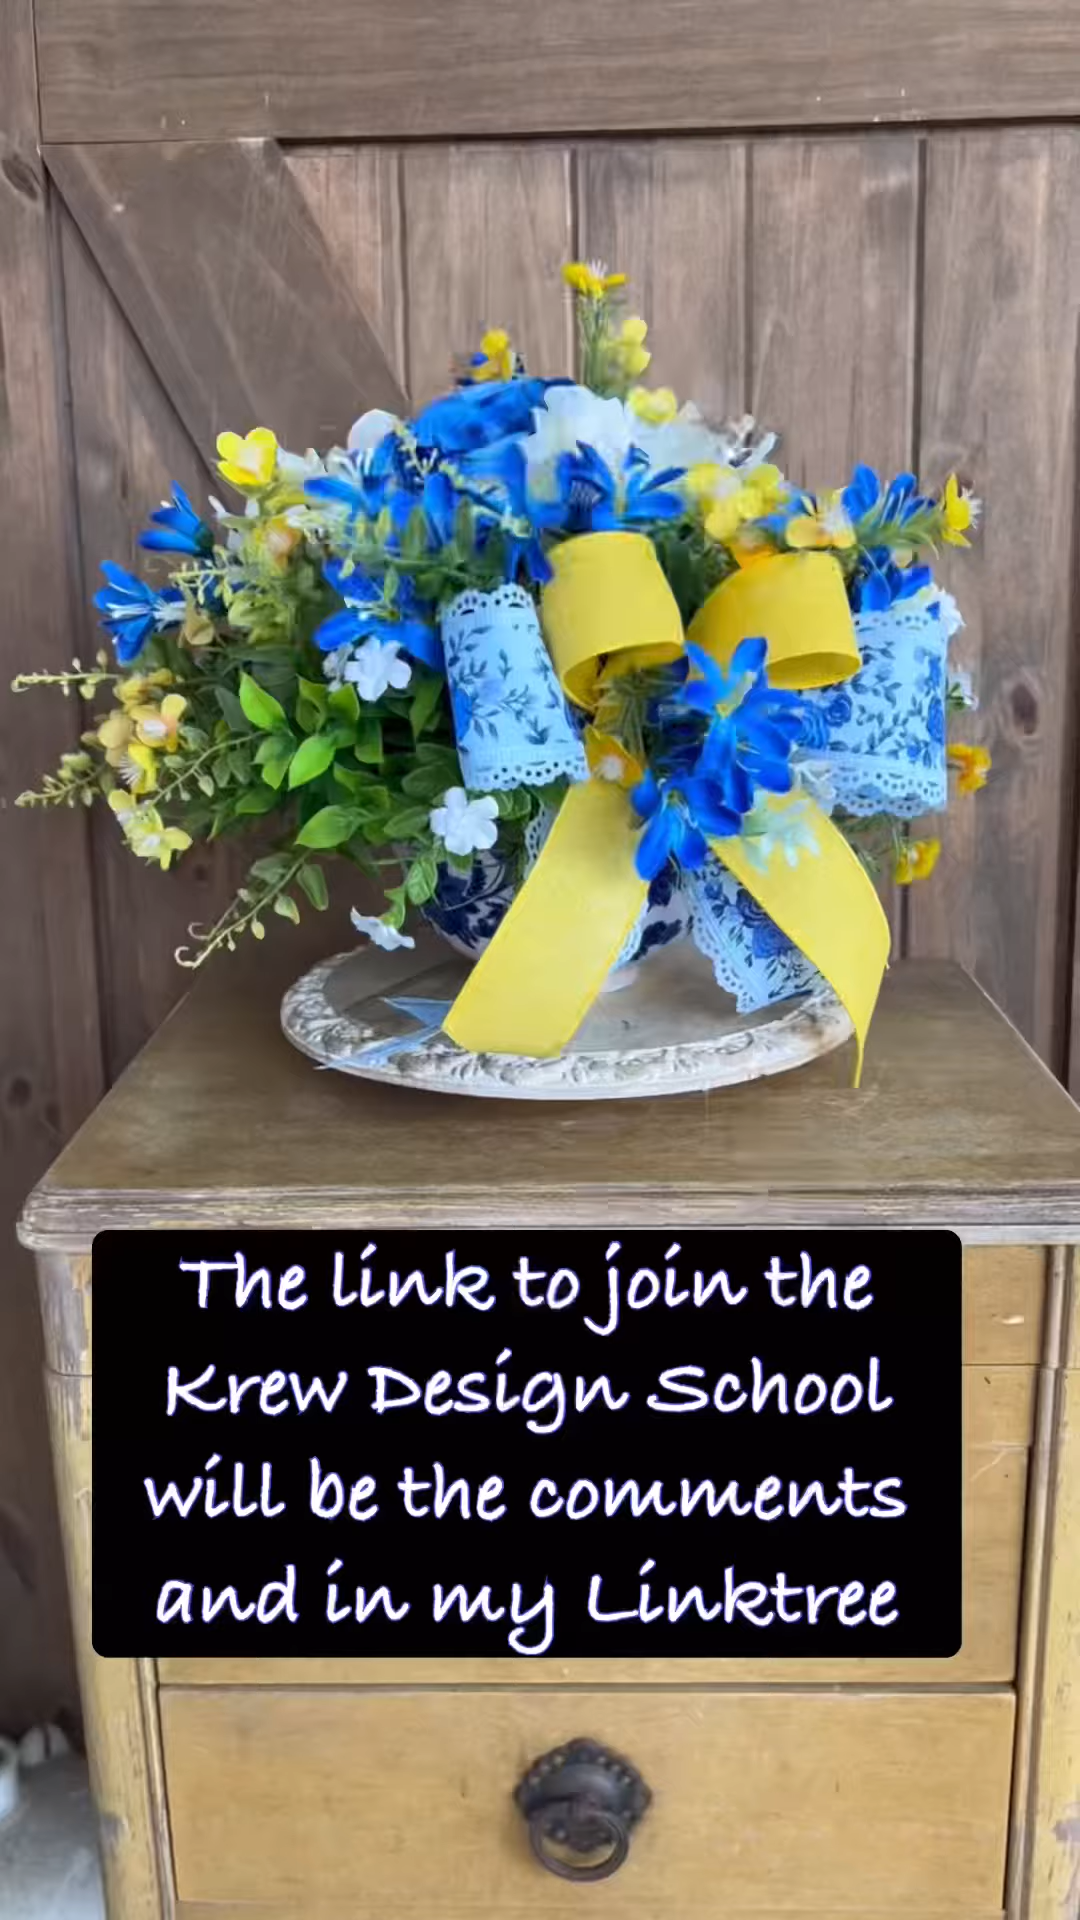 The link to join the
Krew Design School
will be the comments
and in my Linktree